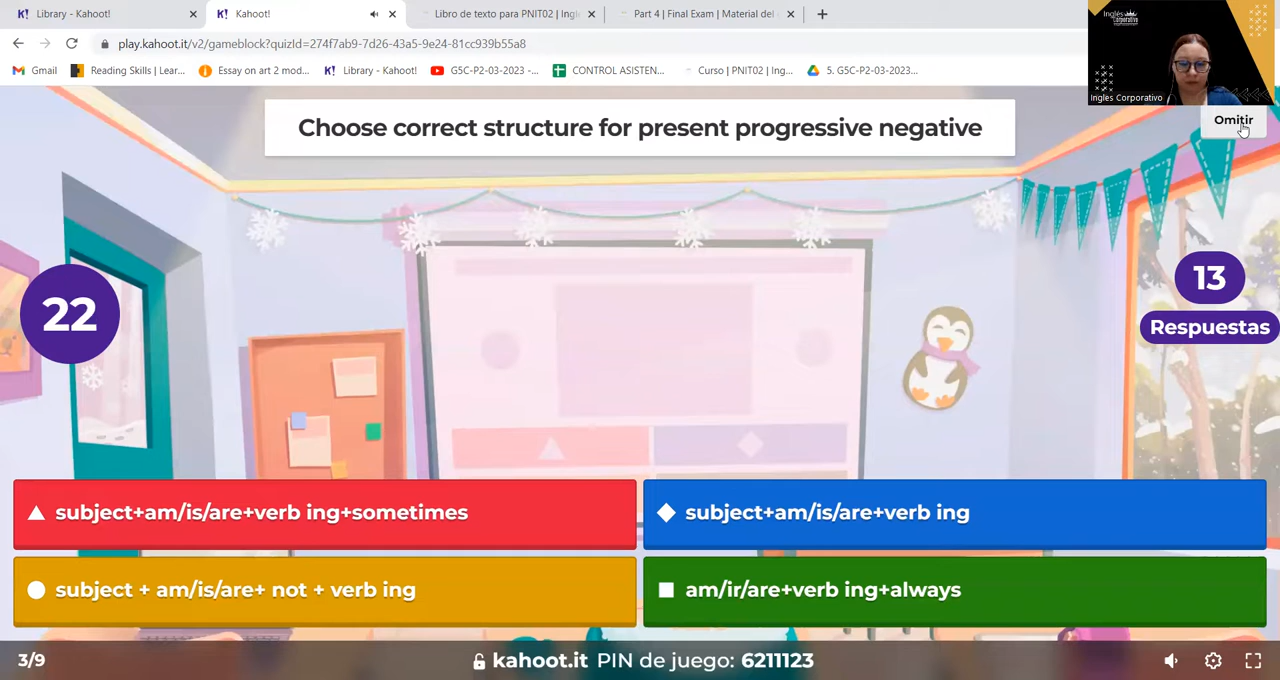 Library - Kahoot!
Kahoot!
Libro de texto para PNIT02 | Ingl
Part 4 | Final Exam | Material del
play.kahoot.it/v2/gameblock?quizId=274f7ab9-7d26-43a5-9e24-81cc939b55a8
Gmail
Reading Skills | Lear...
Essay on art 2 mod...
Library - Kahoot!
G5C-P2-03-2023 -...
CONTROL ASISTEN...
Curso | PNIT02 | Ing...
5. G5C-P2-03-2023...
Inglés
Corporativo
Ingles Corporativo
Omitir
Choose correct structure for present progressive negative
22
13
Respuestas
subject+am/is/are+verb ing+sometimes
subject+am/is/are+verb ing
subject + am/is/are+ not + verb ing
am/ir/are+verb ing+always
3/9
kahoot.it PIN de juego: 6211123